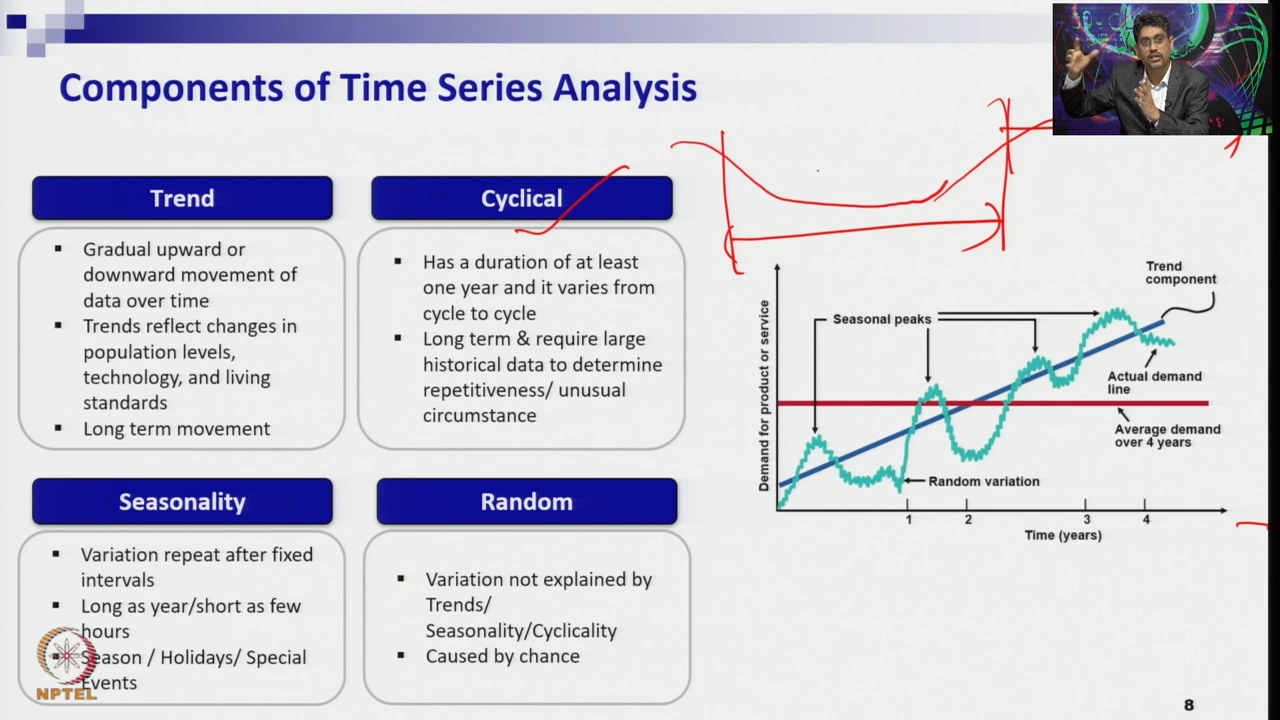 Components of Time Series Analysis
Trend
▪ Gradual upward or
downward movement of
data over time
▪ Trends reflect changes in
population levels,
technology, and living
standards
▪ Long term movement
Cyclical
▪ Has a duration of at least
one year and it varies from
cycle to cycle
▪ Long term & require large
historical data to determine
repetitiveness/ unusual
circumstance
Seasonality
▪ Variation repeat after fixed
intervals
▪ Long as year/short as few
hours
▪ Season / Holidays/ Special
Events
Random
▪ Variation not explained by
Trends/
Seasonality/Cyclicality
▪ Caused by chance
Trend
component
Seasonal peaks
Actual demand
line
Average demand
over 4 years
Random variation
Demand for product or service
1 2 3 4
Time (years)
NPTEL
8